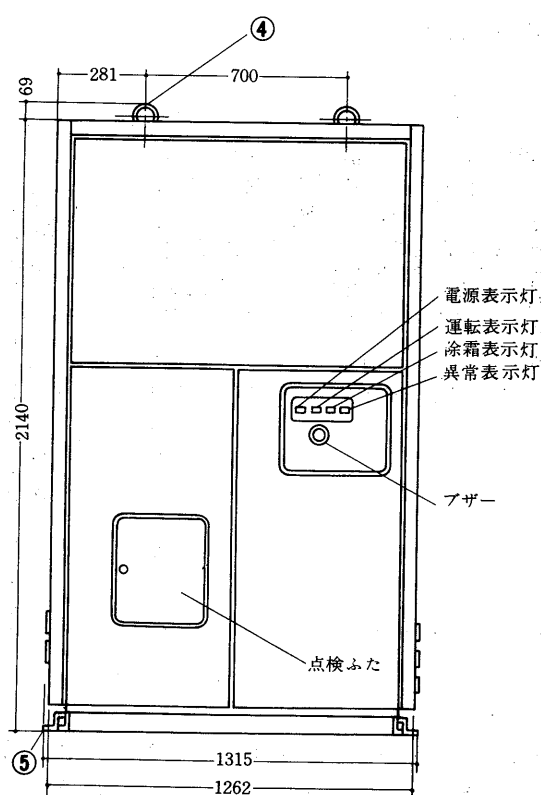 ④
281
700
69
電源表示灯
運転表示灯
除霜表示灯
異常表示灯
2140
ブザー
点検ふた
⑤
1315
1262